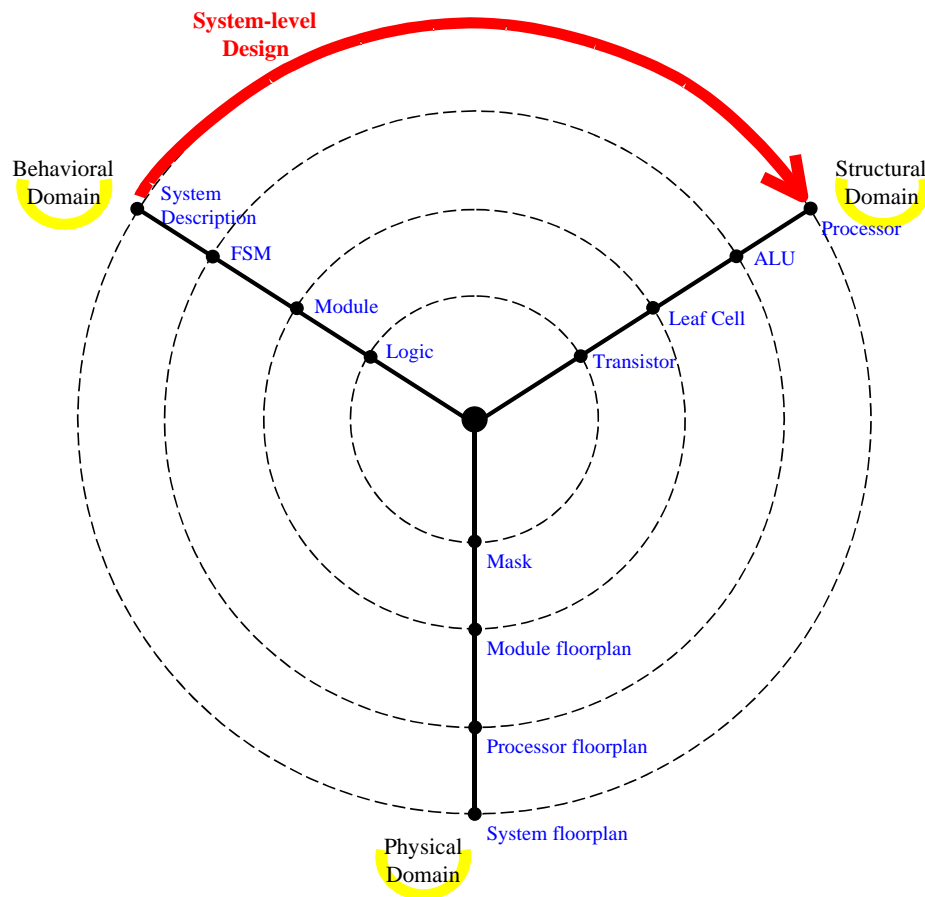 System-level
Design
Behavioral
Domain
Structural
Domain
System
Description
Processor
FSM
ALU
Module
Leaf Cell
Logic
Transistor
Mask
Module floorplan
Processor floorplan
System floorplan
Physical
Domain